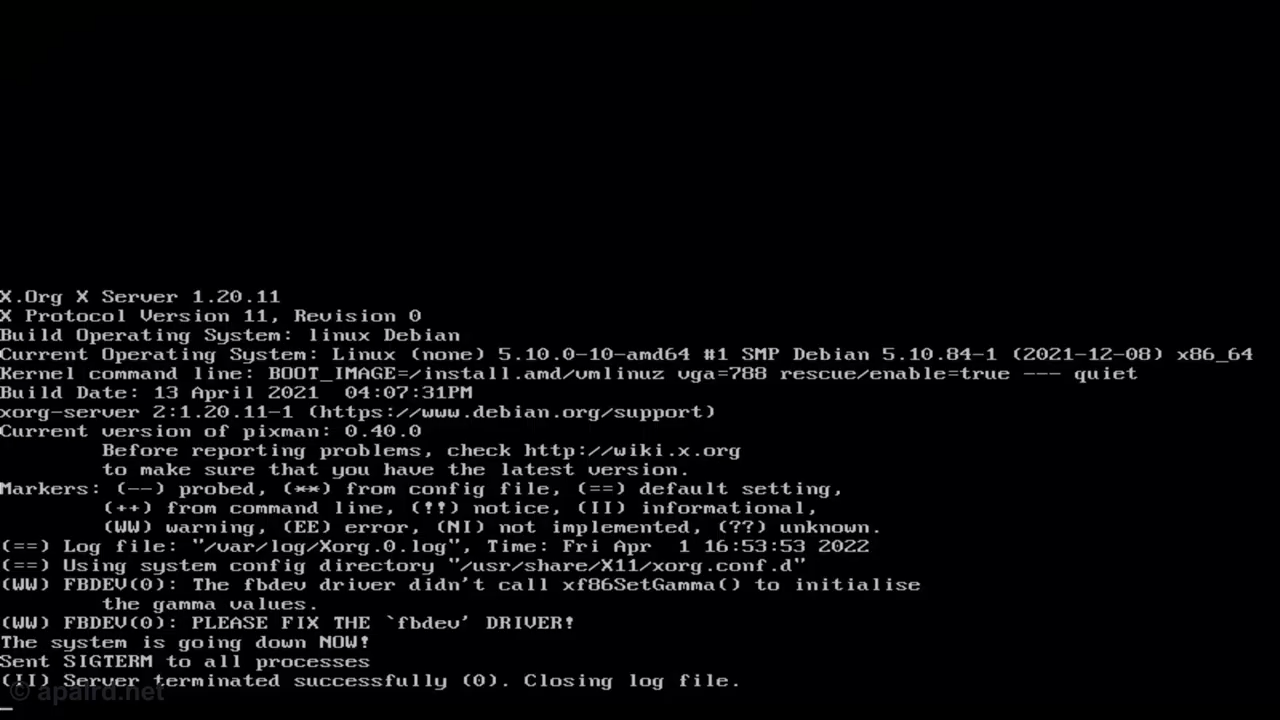 X.Org X Server 1.20.11
X Protocol Version 11, Revision 0
Build Operating System: linux Debian
Current Operating System: Linux (none) 5.10.0-10-amd64 #1 SMP Debian 5.10.84-1 (2021-12-08) x86_64
Kernel command line: BOOT_IMAGE=/install.amd/vmlinuz vga=788 rescue/enable=true --- quiet
Build Date: 13 April 2021  04:07:31PM
xorg-server 2:1.20.11-1 (https://www.debian.org/support)
Current version of pixman: 0.40.0
        Before reporting problems, check http://wiki.x.org
        to make sure that you have the latest version.
Markers: (--) probed, (**) from config file, (==) default setting,
        (++) from command line, (!!) notice, (II) informational,
        (WW) warning, (EE) error, (NI) not implemented, (??) unknown.
(==) Log file: "/var/log/Xorg.0.log", Time: Fri Apr  1 16:53:53 2022
(==) Using system config directory "/usr/share/X11/xorg.conf.d"
(WW) FBDEV(0): The fbdev driver didn't call xf86SetGamma() to initialise
        the gamma values.
(WW) FBDEV(0): PLEASE FIX THE `fbdev' DRIVER!
The system is going down NOW!
Sent SIGTERM to all processes
(II) Server terminated successfully (0). Closing log file.
© apalrd.net